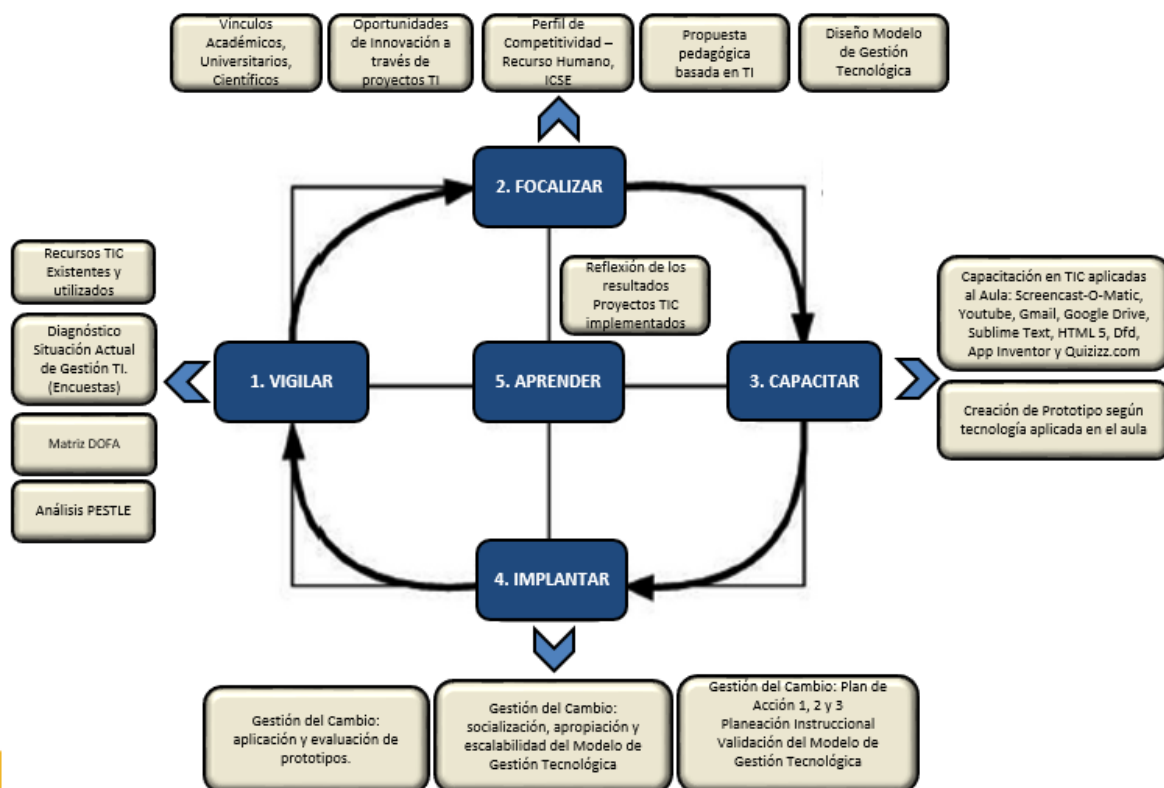 Vínculos
Académicos,
Universitarios,
Científicos
Oportunidades
de Innovación a
través de
proyectos TI
Perfil de
Competitividad –
Recurso Humano,
ICSE
Propuesta
pedagógica
basada en TI
Diseño Modelo
de Gestión
Tecnológica
2. FOCALIZAR
Recursos TIC
Existentes y
utilizados
Diagnóstico
Situación Actual
de Gestión TI.
(Encuestas)
Matriz DOFA
Análisis PESTLE
1. VIGILAR
Reflexión de los
resultados
Proyectos TIC
implementados
5. APRENDER
3. CAPACITAR
Capacitación en TIC aplicadas
al Aula: Screencast-O-Matic,
Youtube, Gmail, Google Drive,
Sublime Text, HTML 5, Dfd,
App Inventor y Quizizz.com
Creación de Prototipo según
tecnología aplicada en el aula
4. IMPLANTAR
Gestión del Cambio:
aplicación y evaluación de
prototipos.
Gestión del Cambio:
socialización, apropiación y
escalabilidad del Modelo de
Gestión Tecnológica
Gestión del Cambio: Plan de
Acción 1, 2 y 3
Planeación Instruccional
Validación del Modelo de
Gestión Tecnológica